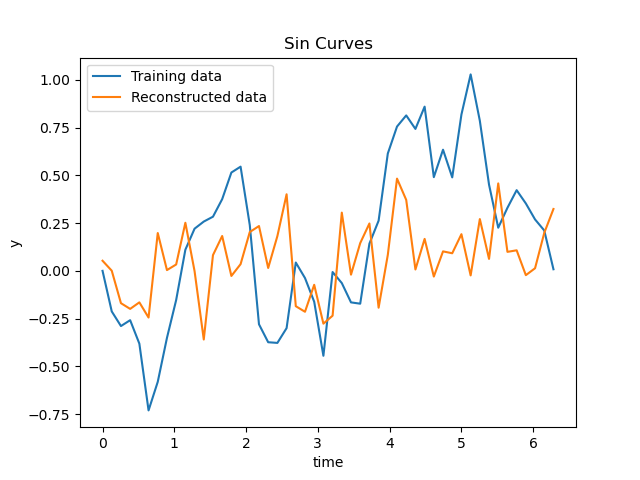 Sin Curves
Training data
Reconstructed data
1.00
0.75
0.50
0.25
0.00
−0.25
−0.50
−0.75
y
0 1 2 3 4 5 6
time